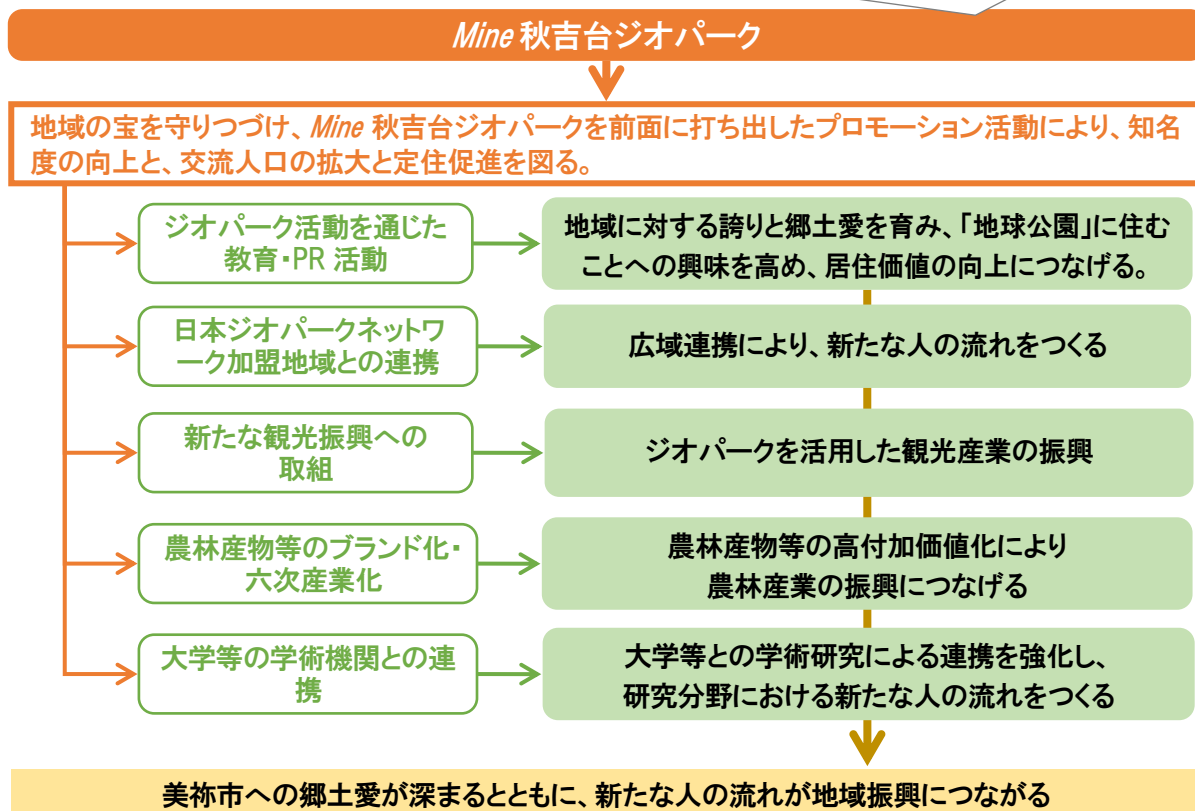 Mine 秋吉台ジオパーク
地域の宝を守りつづけ、Mine 秋吉台ジオパークを前面に打ち出したプロモーション活動により、知名
度の向上と、交流人口の拡大と定住促進を図る。
ジオパーク活動を通じた
教育・PR 活動
地域に対する誇りと郷土愛を育み、「地球公園」に住む
ことへの興味を高め、居住価値の向上につなげる。
日本ジオパークネットワ
ーク加盟地域との連携
広域連携により、新たな人の流れをつくる
新たな観光振興への
取組
ジオパークを活用した観光産業の振興
農林産物等のブランド化・
六次産業化
農林産物等の高付加価値化により
農林産業の振興につなげる
大学等の学術機関との連
携
大学等との学術研究による連携を強化し、
研究分野における新たな人の流れをつくる
美祢市への郷土愛が深まるとともに、新たな人の流れが地域振興につながる